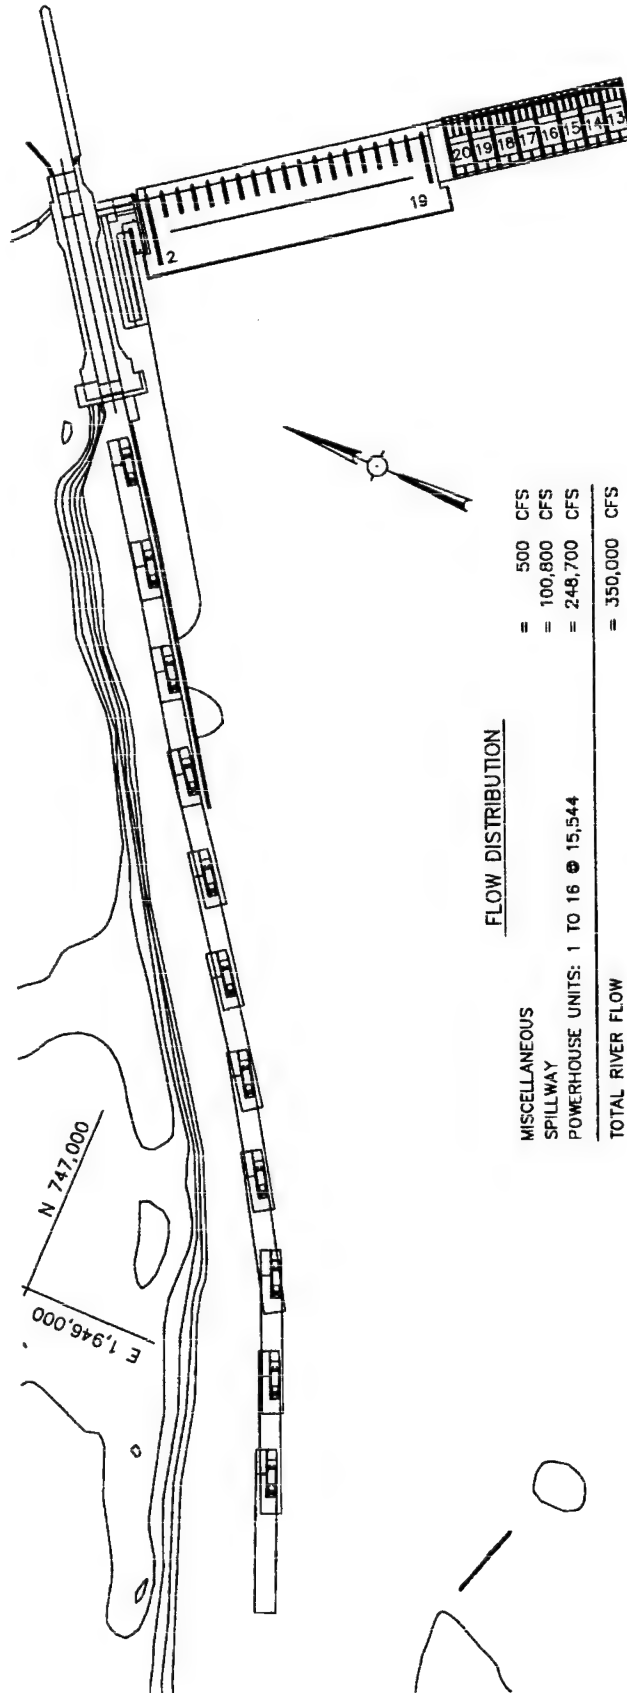 20 19 18 17 16 15 14 13
2
19
FLOW DISTRIBUTION
MISCELLANEOUS = 500 CFS
SPILLWAY = 100,800 CFS
POWERHOUSE UNITS: 1 TO 16 @ 15,544 = 248,700 CFS
TOTAL RIVER FLOW = 350,000 CFS
N 747,000
E 1,946,000